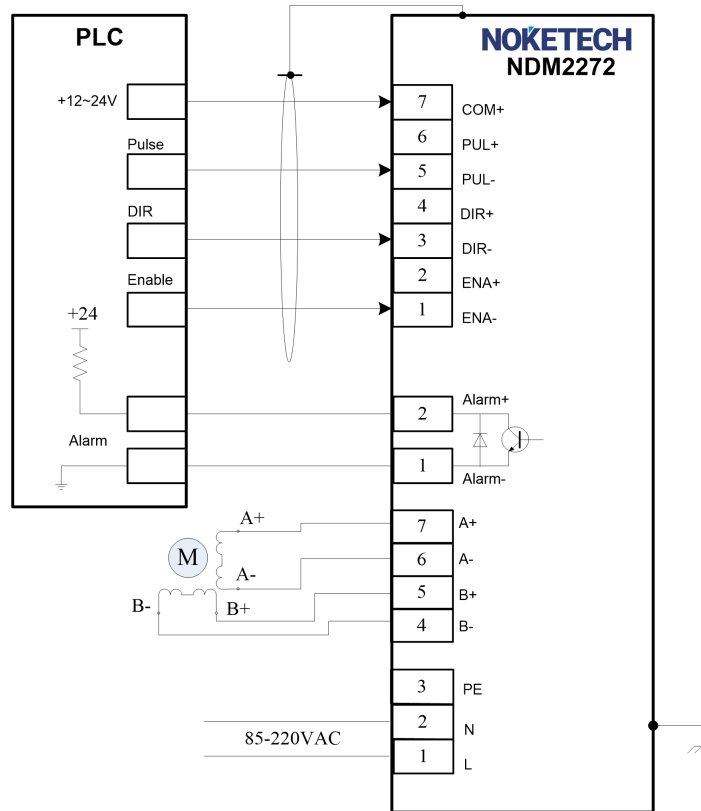 PLC
NOKETECH
NDM2272
+12~24V
7 COM+
6 PUL+
Pulse
5 PUL-
4 DIR+
DIR
3 DIR-
2 ENA+
Enable
1 ENA-
+24
Alarm+
2
Alarm
1
Alarm-
A+
7 A+
M
6 A-
A-
5 B+
B- B+
4 B-
3 PE
2 N
85-220VAC
1 L